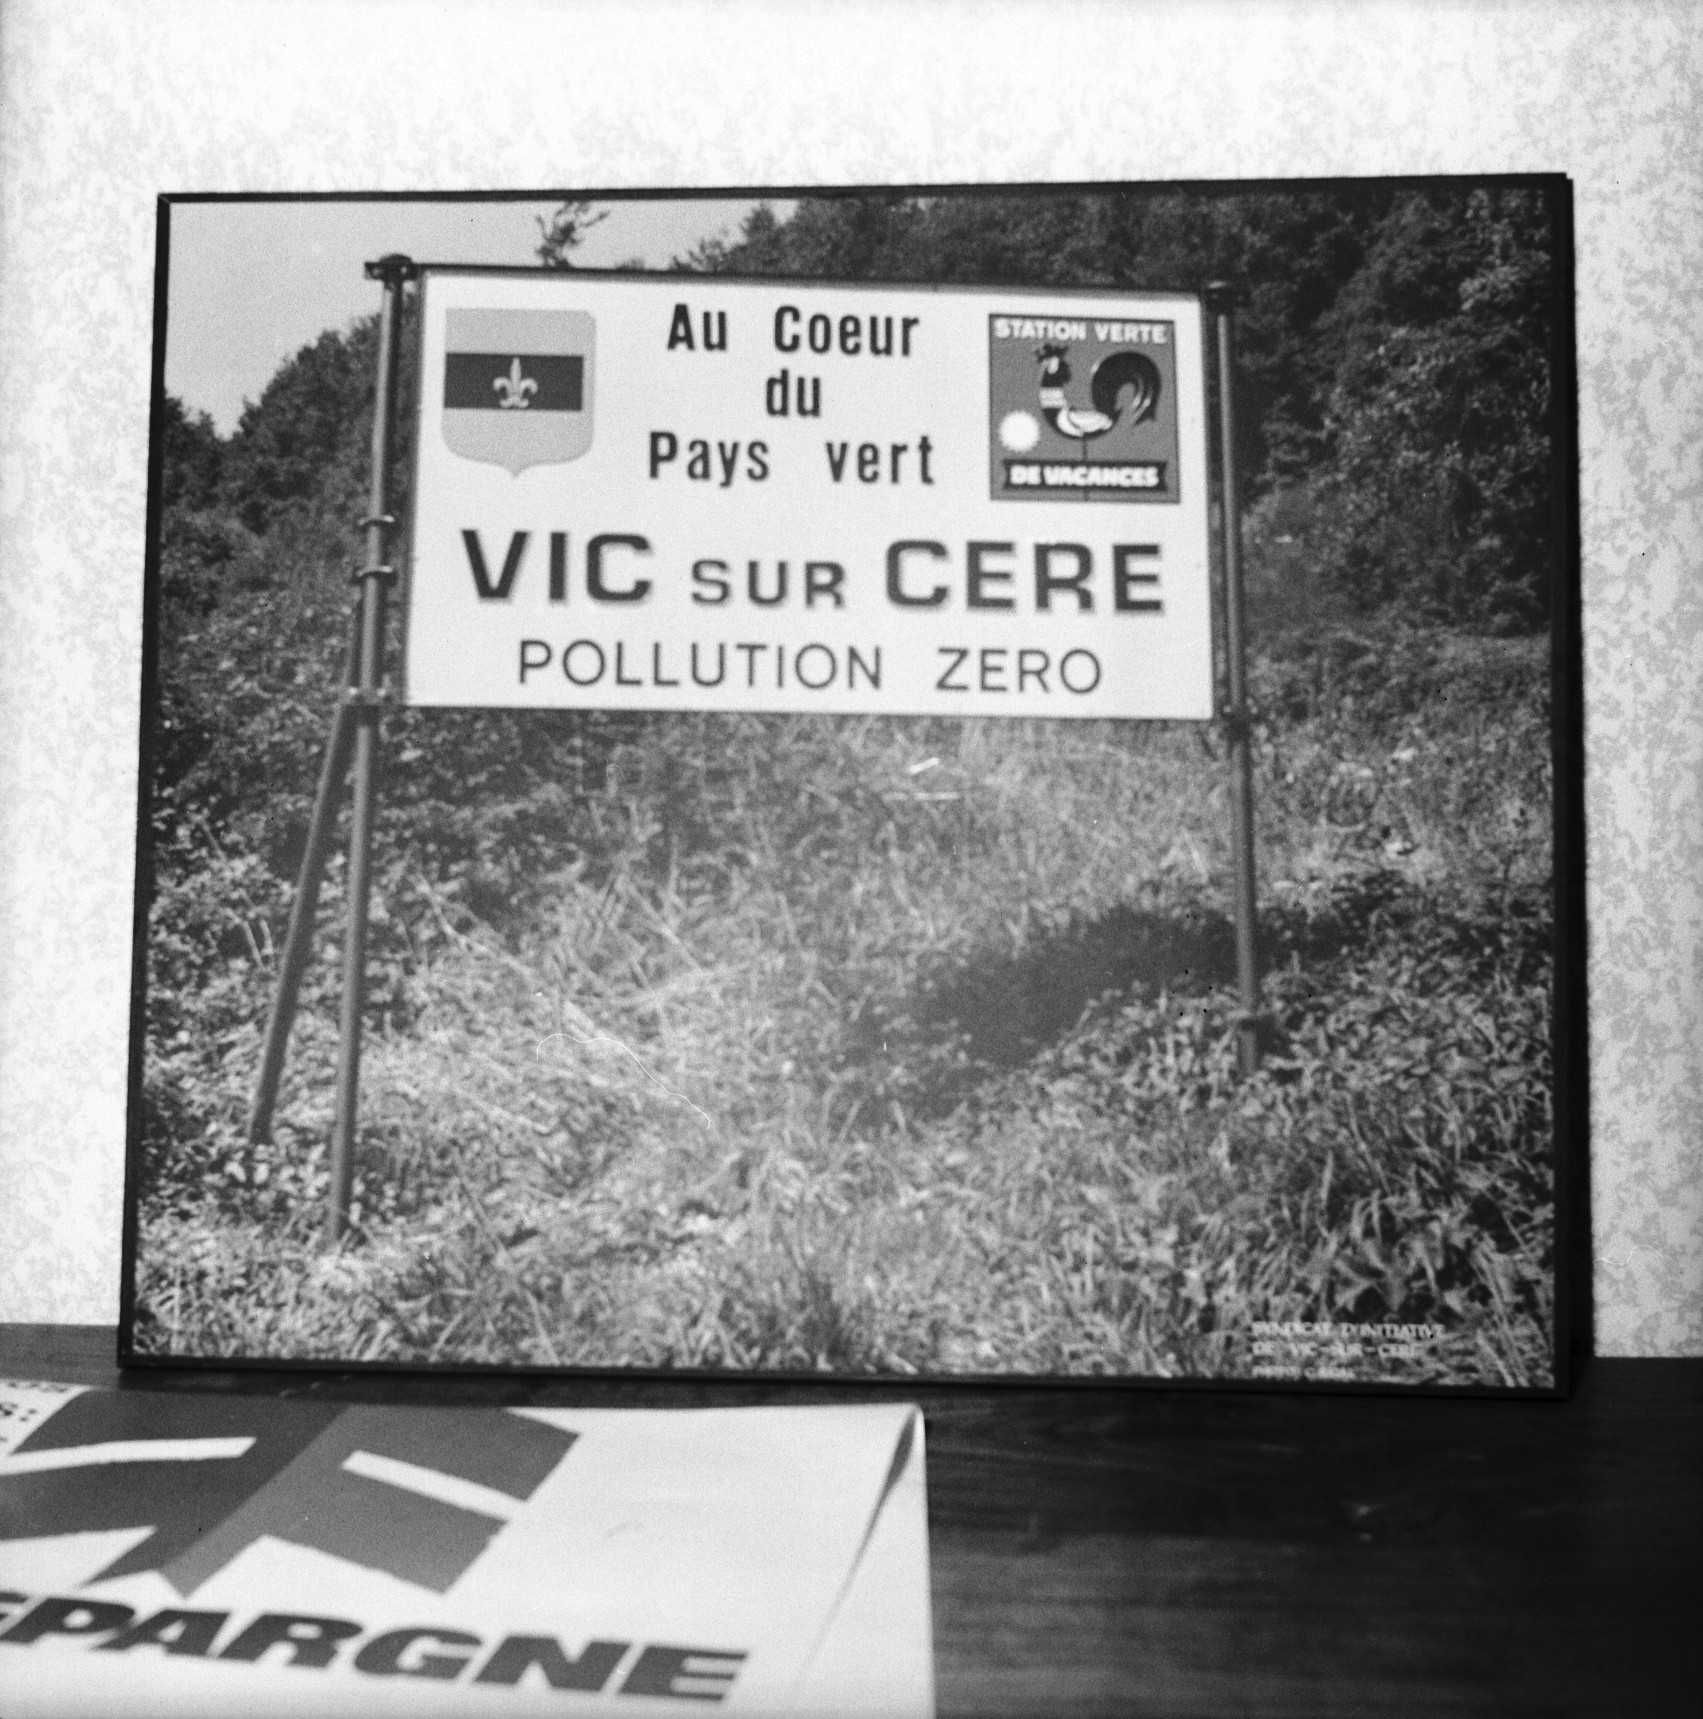 Au Coeur
du
Pays vert
STATION VERTE
DE VACANCES
VIC SUR CERE
POLLUTION ZERO
SYNDICAT D'INITIATIVE
DE VIC-SUR-CERE
S:
EPARGNE